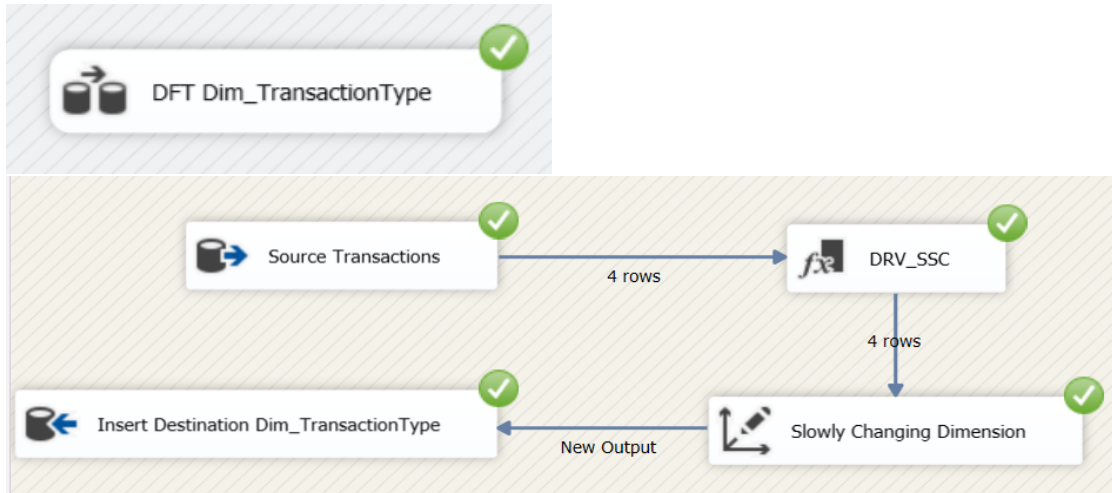 DFT Dim_TransactionType
Source Transactions
4 rows
DRV_SSC
4 rows
Insert Destination Dim_TransactionType
New Output
Slowly Changing Dimension